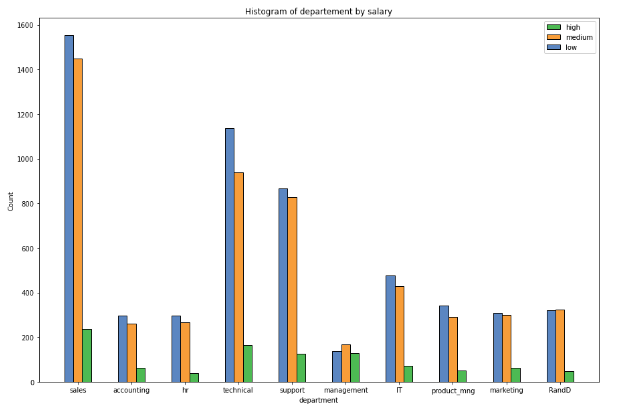 Histogram of departement by salary
high
medium
low
1600
1400
1200
1000
800
600
400
200
0
Count
sales accounting hr technical support management IT product_mng marketing RandD
department